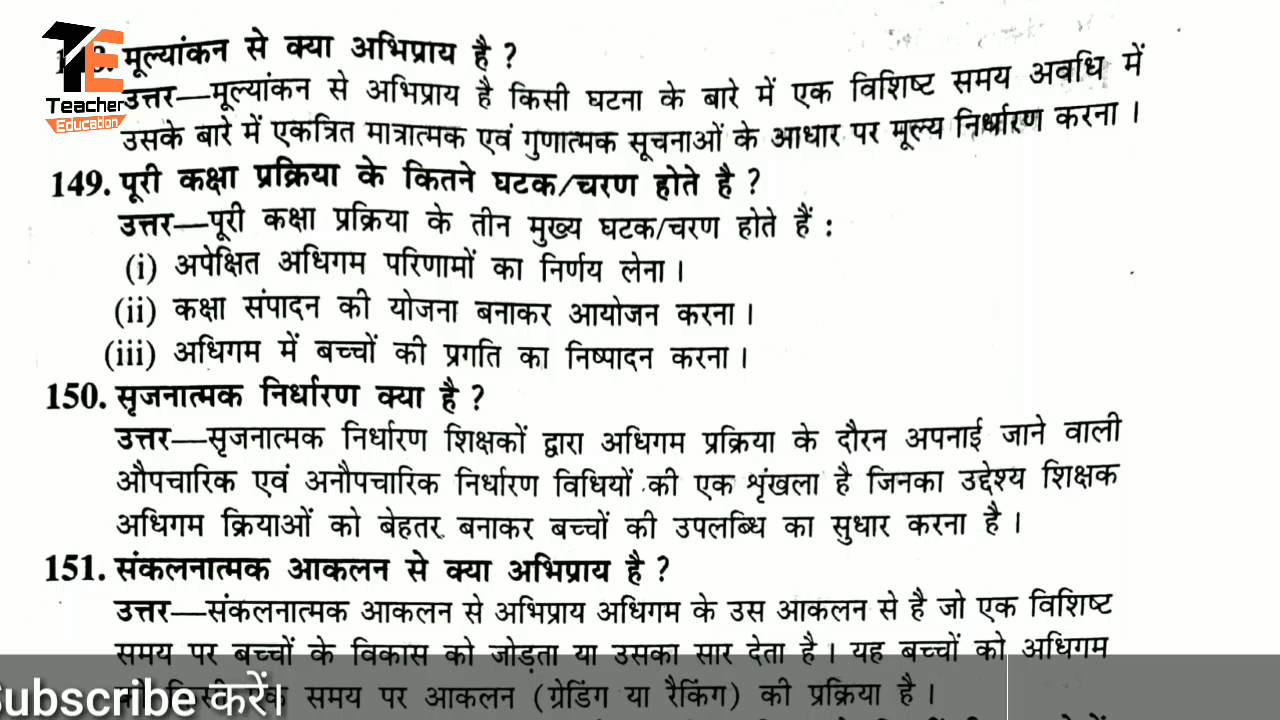 TE
Teacher
Education
मूल्यांकन से क्या अभिप्राय है ?
उत्तर—मूल्यांकन से अभिप्राय है किसी घटना के बारे में एक विशिष्ट समय अवधि में
उसके बारे में एकत्रित मात्रात्मक एवं गुणात्मक सूचनाओं के आधार पर मूल्य निर्धारण करना ।
149. पूरी कक्षा प्रक्रिया के कितने घटक/चरण होते है ?
उत्तर—पूरी कक्षा प्रक्रिया के तीन मुख्य घटक/चरण होते हैं :
(i) अपेक्षित अधिगम परिणामों का निर्णय लेना ।
(ii) कक्षा संपादन की योजना बनाकर आयोजन करना ।
(iii) अधिगम में बच्चों की प्रगति का निष्पादन करना ।
150. सृजनात्मक निर्धारण क्या है ?
उत्तर—सृजनात्मक निर्धारण शिक्षकों द्वारा अधिगम प्रक्रिया के दौरन अपनाई जाने वाली
औपचारिक एवं अनौपचारिक निर्धारण विधियों की एक शृंखला है जिनका उद्देश्य शिक्षक
अधिगम क्रियाओं को बेहतर बनाकर बच्चों की उपलब्धि का सुधार करना है ।
151. संकलनात्मक आकलन से क्या अभिप्राय है ?
उत्तर—संकलनात्मक आकलन से अभिप्राय अधिगम के उस आकलन से है जो एक विशिष्ट
समय पर बच्चों के विकास को जोड़ता या उसका सार देता है । यह बच्चों को अधिगम
समय पर आकलन (ग्रेडिंग या रैकिंग) की प्रक्रिया है ।
ubscribe करें।